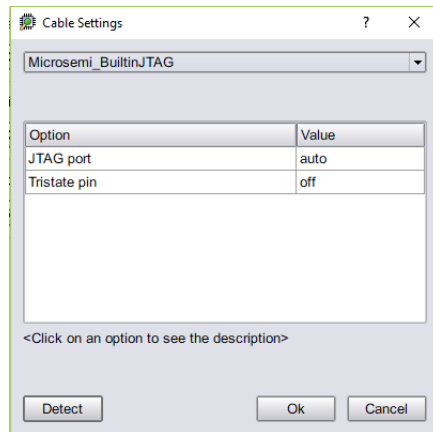 Cable Settings ? ×
Microsemi_BuiltinJTAG
Option Value
JTAG port auto
Tristate pin off
<Click on an option to see the description>
Detect Ok Cancel